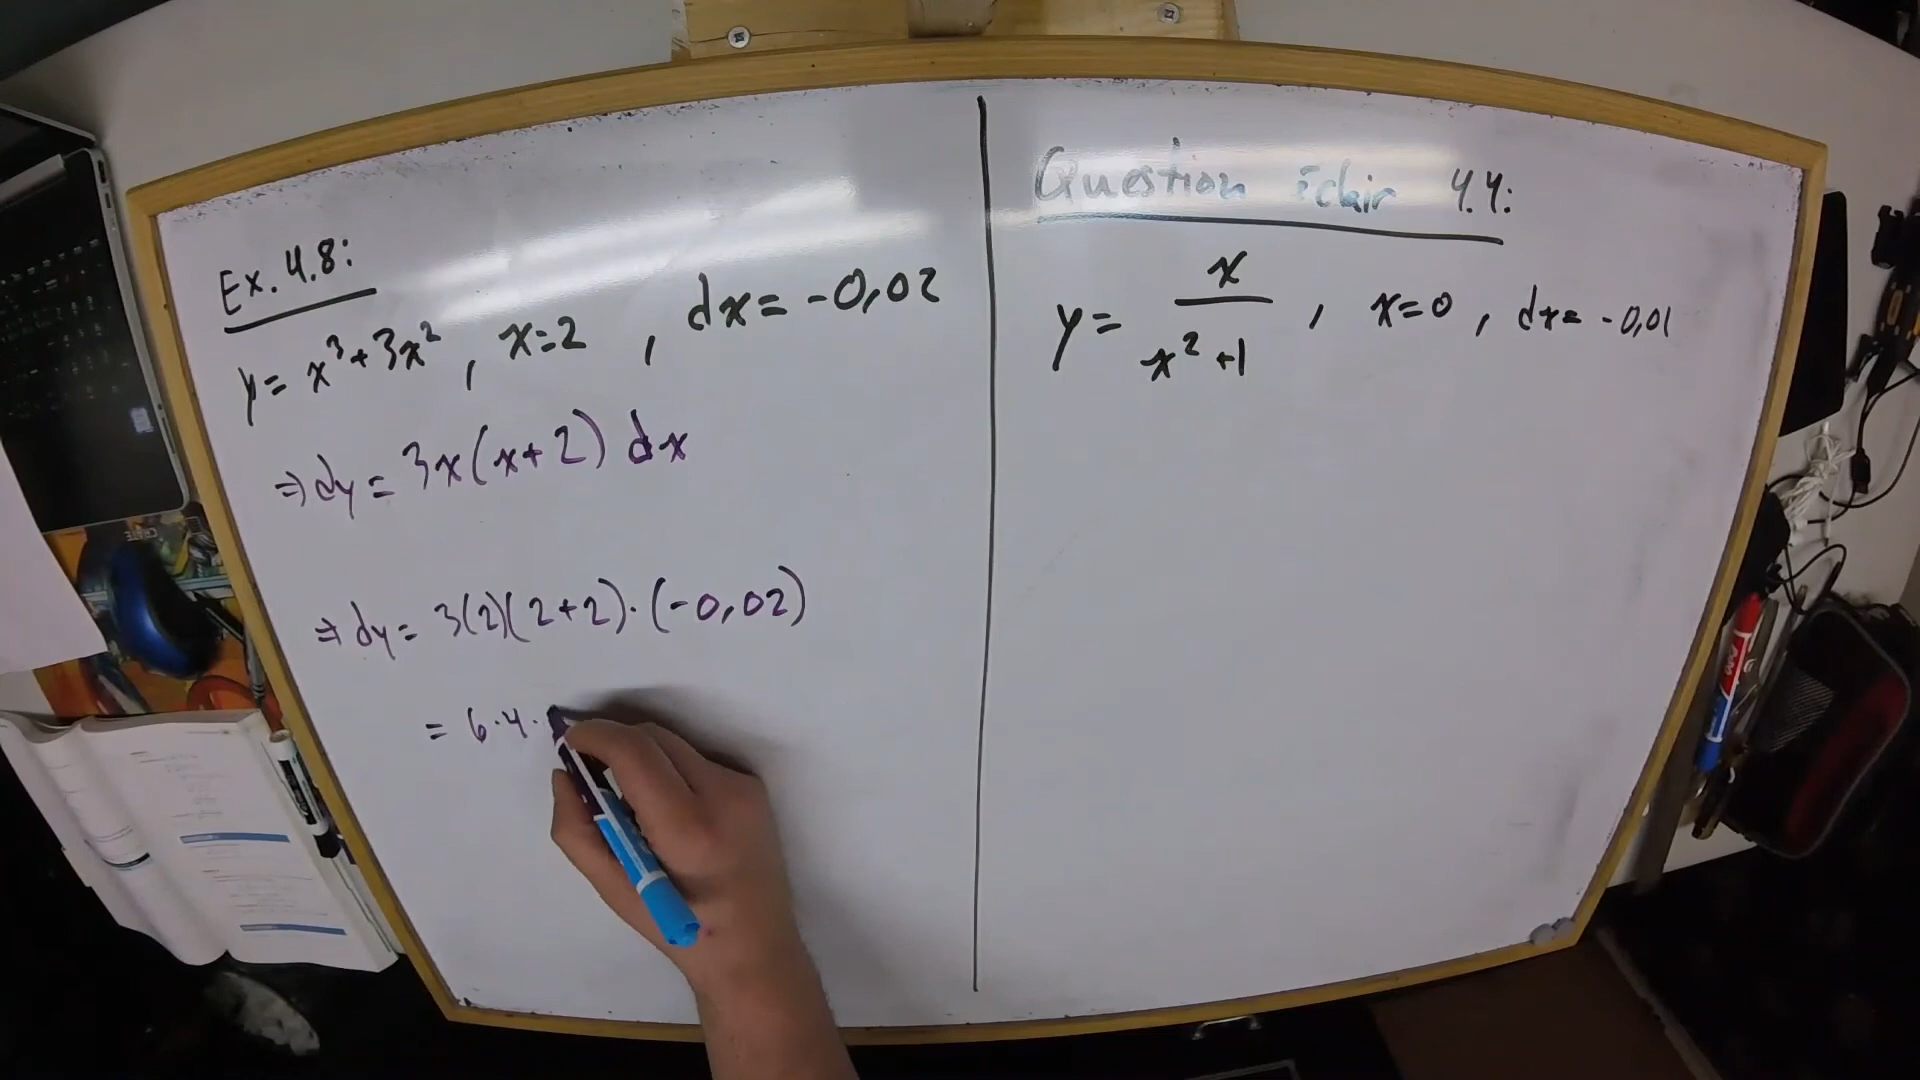 Ex. 4.8:
y = x³ + 3x² , x = 2 , dx = -0,02
⇒ dy = 3x(x+2) dx
⇒ dy = 3(2)(2+2)·(-0,02)
= 6·4·
Question éclair 4.4:
y = x/(x²+1) , x=0 , dx = -0,01